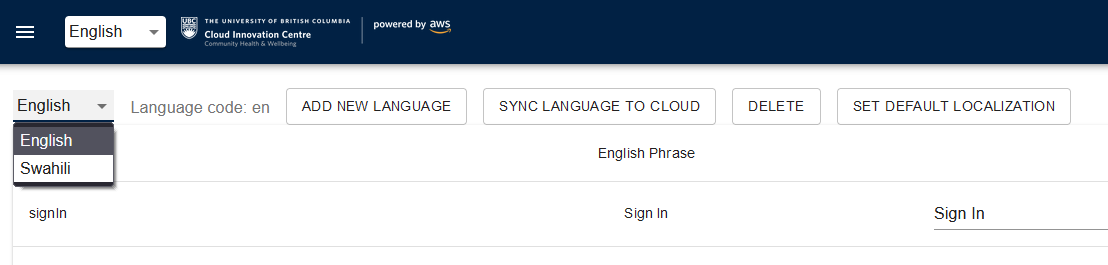 English
UBC
THE UNIVERSITY OF BRITISH COLUMBIA
Cloud Innovation Centre
Community Health & Wellbeing
powered by aws
English
Language code: en
ADD NEW LANGUAGE
SYNC LANGUAGE TO CLOUD
DELETE
SET DEFAULT LOCALIZATION
English
Swahili
English Phrase
signIn
Sign In
Sign In